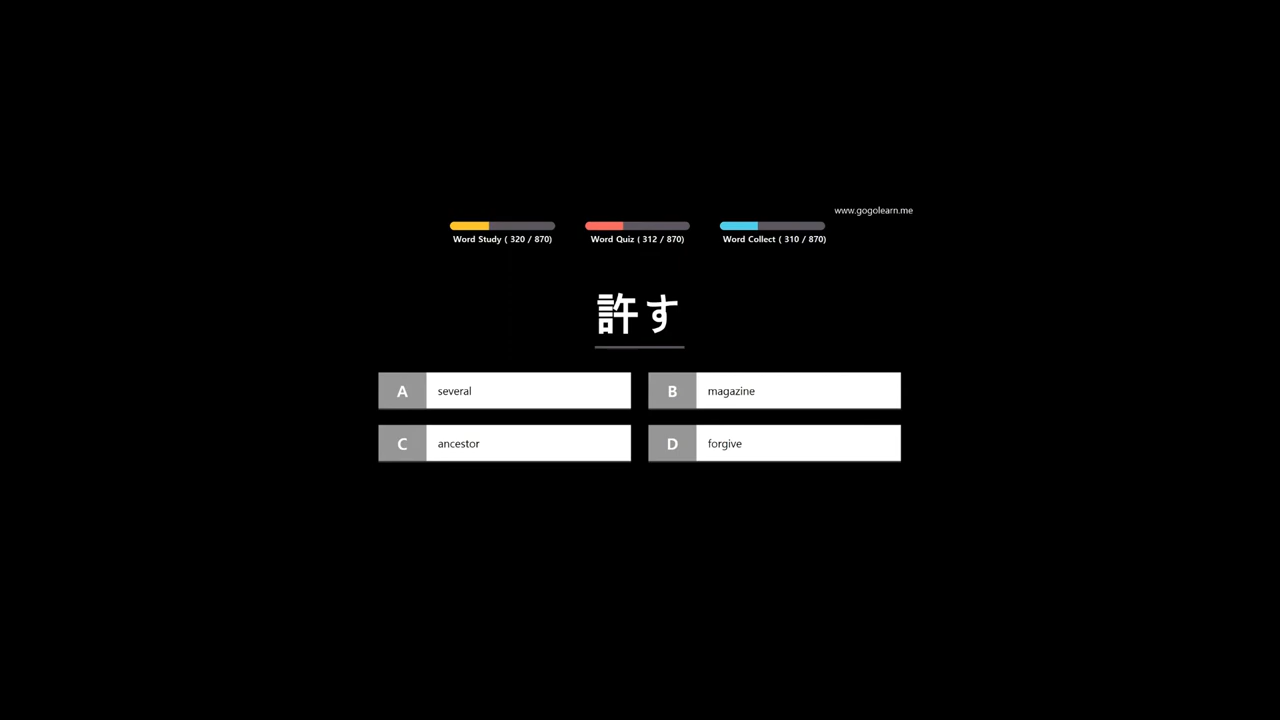 www.gogolearn.me
Word Study ( 320 / 870) Word Quiz ( 312 / 870) Word Collect ( 310 / 870)
許す
A several B magazine
C ancestor D forgive